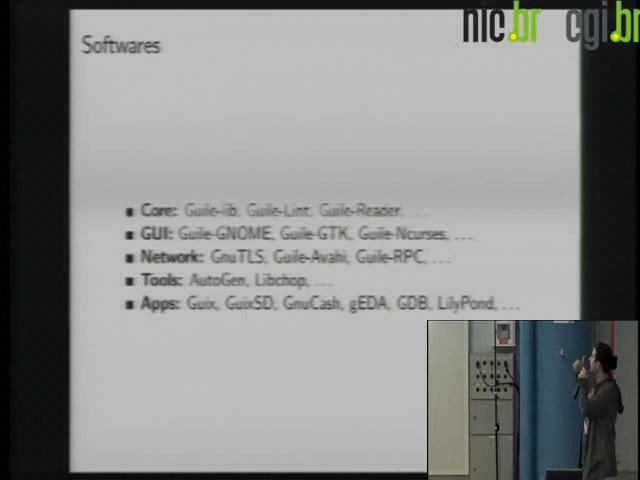 nic.br cgi.br
Softwares
Core: Guile-lib, Guile-Lint, Guile-Reader, ...
GUI: Guile-GNOME, Guile-GTK, Guile-Ncurses, ...
Network: GnuTLS, Guile-Avahi, Guile-RPC, ...
Tools: AutoGen, Libchop, ...
Apps: Guix, GuixSD, GnuCash, gEDA, GDB, LilyPond, ...